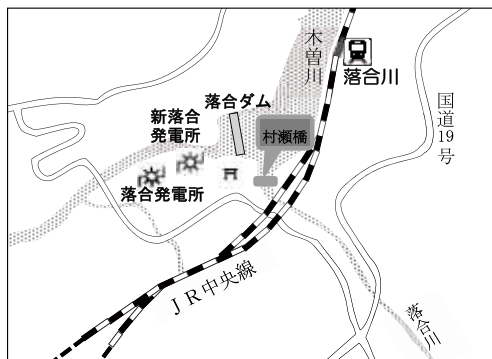 木曽川
落合川
国道19号
落合ダム
新落合
発電所
村瀬橋
落合発電所
JR中央線
落合川